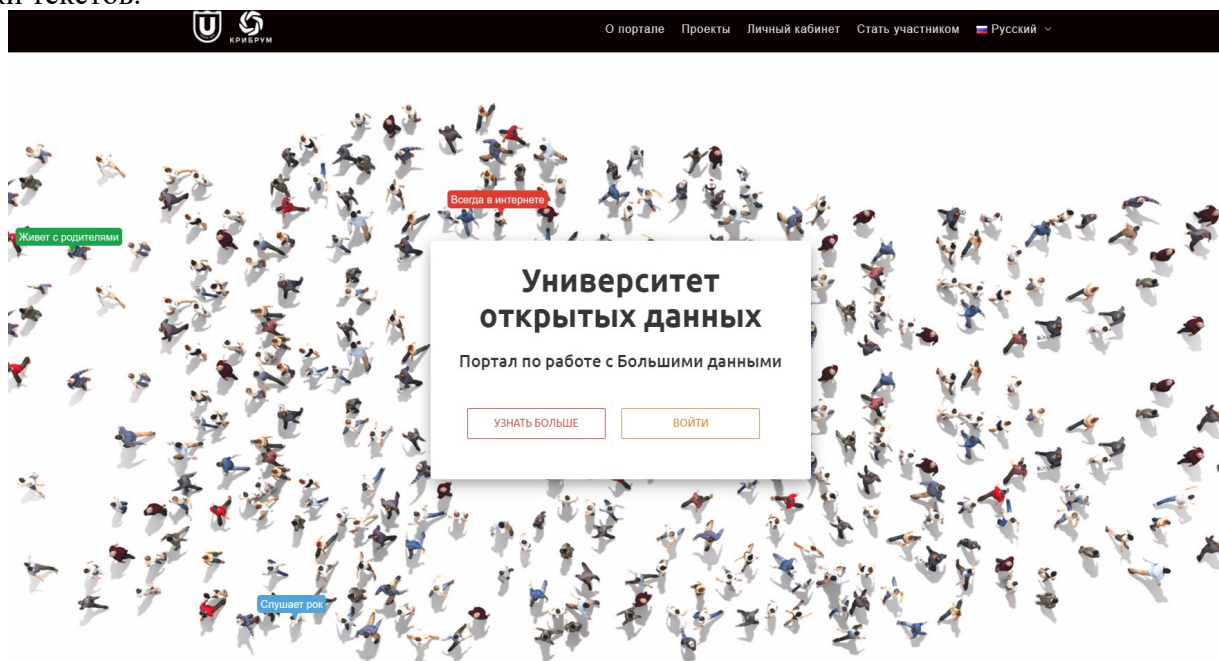 текстов.
КРИБРУМ
О портале Проекты Личный кабинет Стать участником Русский
Всегда в интернете
Живет с родителями
Университет
открытых данных
Портал по работе с Большими данными
УЗНАТЬ БОЛЬШЕ ВОЙТИ
Слушает рок